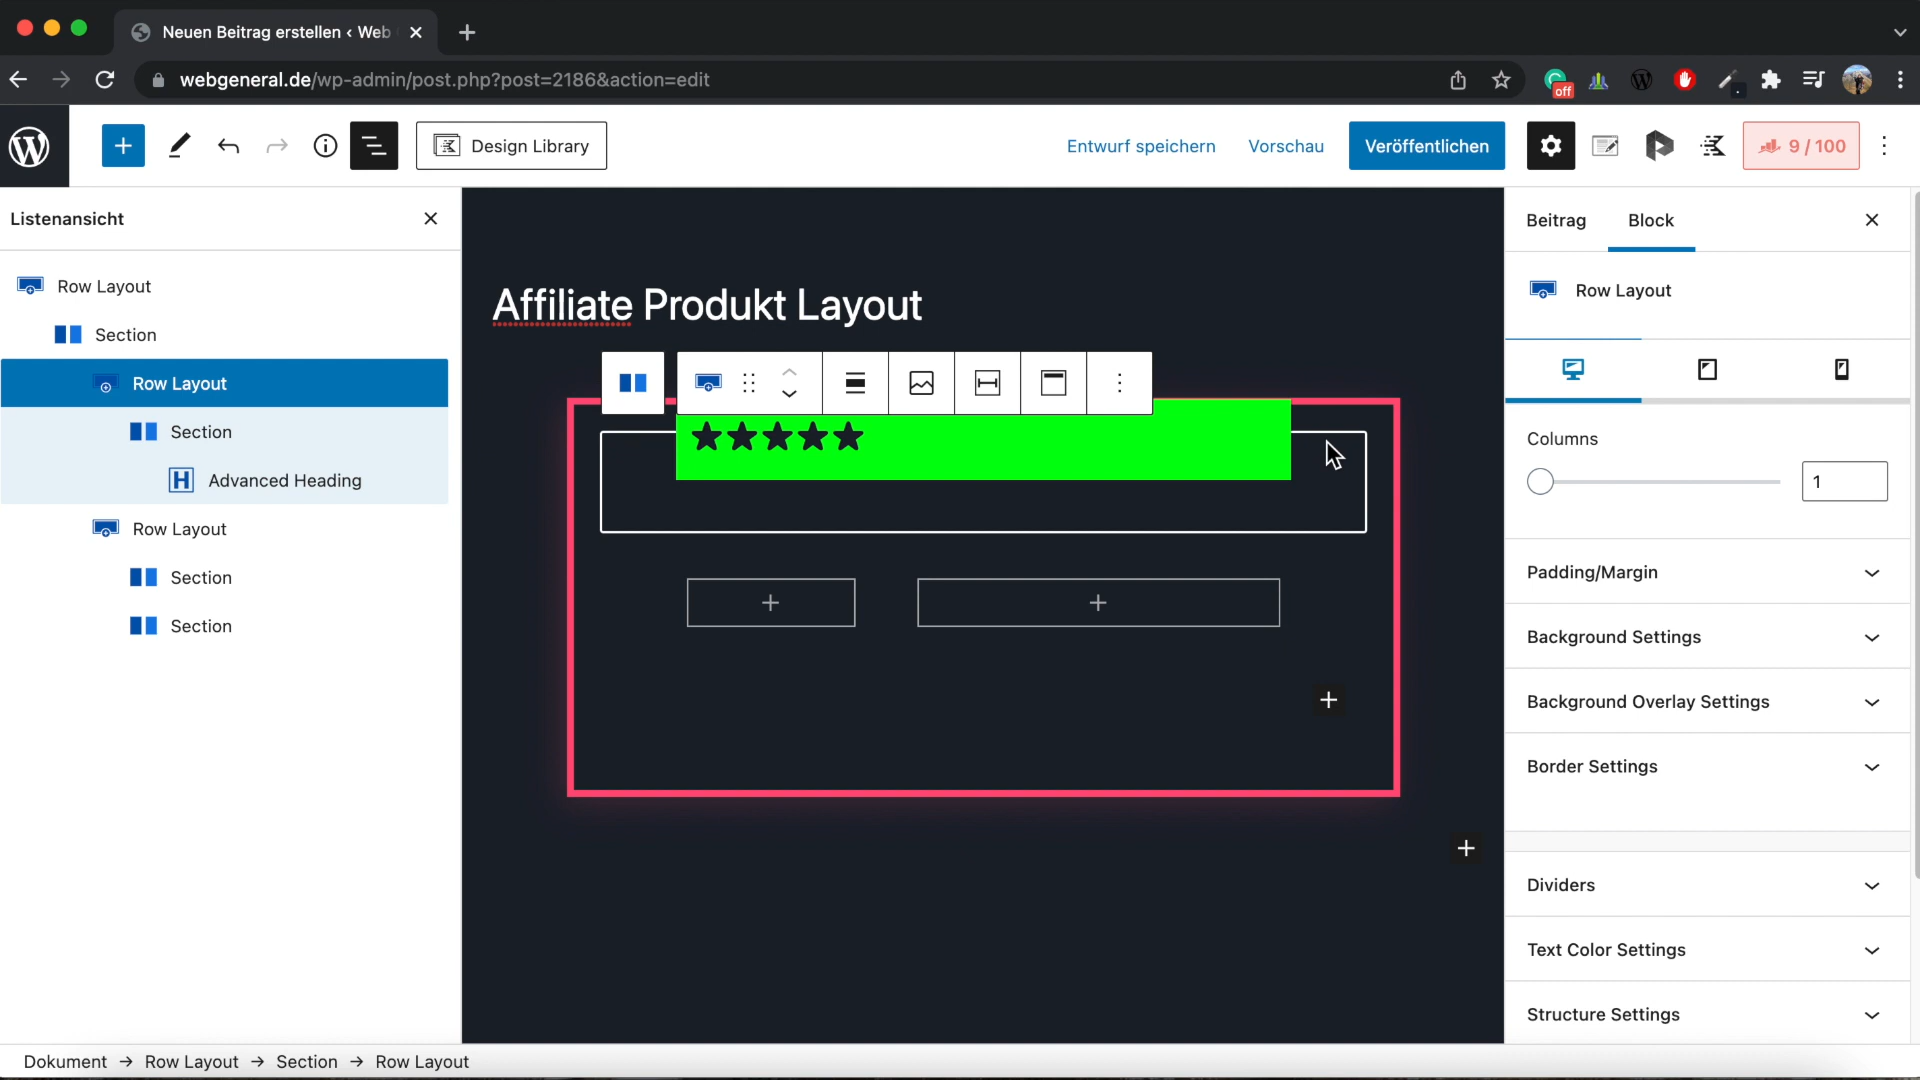 Neuen Beitrag erstellen ‹ Web
webgeneral.de/wp-admin/post.php?post=2186&action=edit
off
Design Library
Entwurf speichern
Vorschau
Veröffentlichen
9 / 100
Listenansicht
Row Layout
Section
Row Layout
Section
Advanced Heading
Row Layout
Section
Section
Affiliate Produkt Layout
Beitrag
Block
Row Layout
Columns
1
Padding/Margin
Background Settings
Background Overlay Settings
Border Settings
Dividers
Text Color Settings
Structure Settings
Dokument → Row Layout → Section → Row Layout